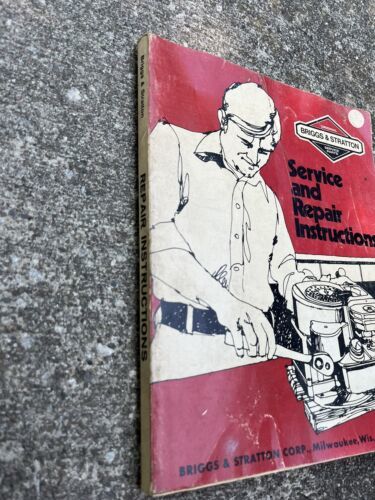 Briggs & Stratton
REPAIR INSTRUCTIONS
BRIGGS & STRATTON
Service
and
Repair
Instructions
BRIGGS & STRATTON CORP., Milwaukee, Wis.